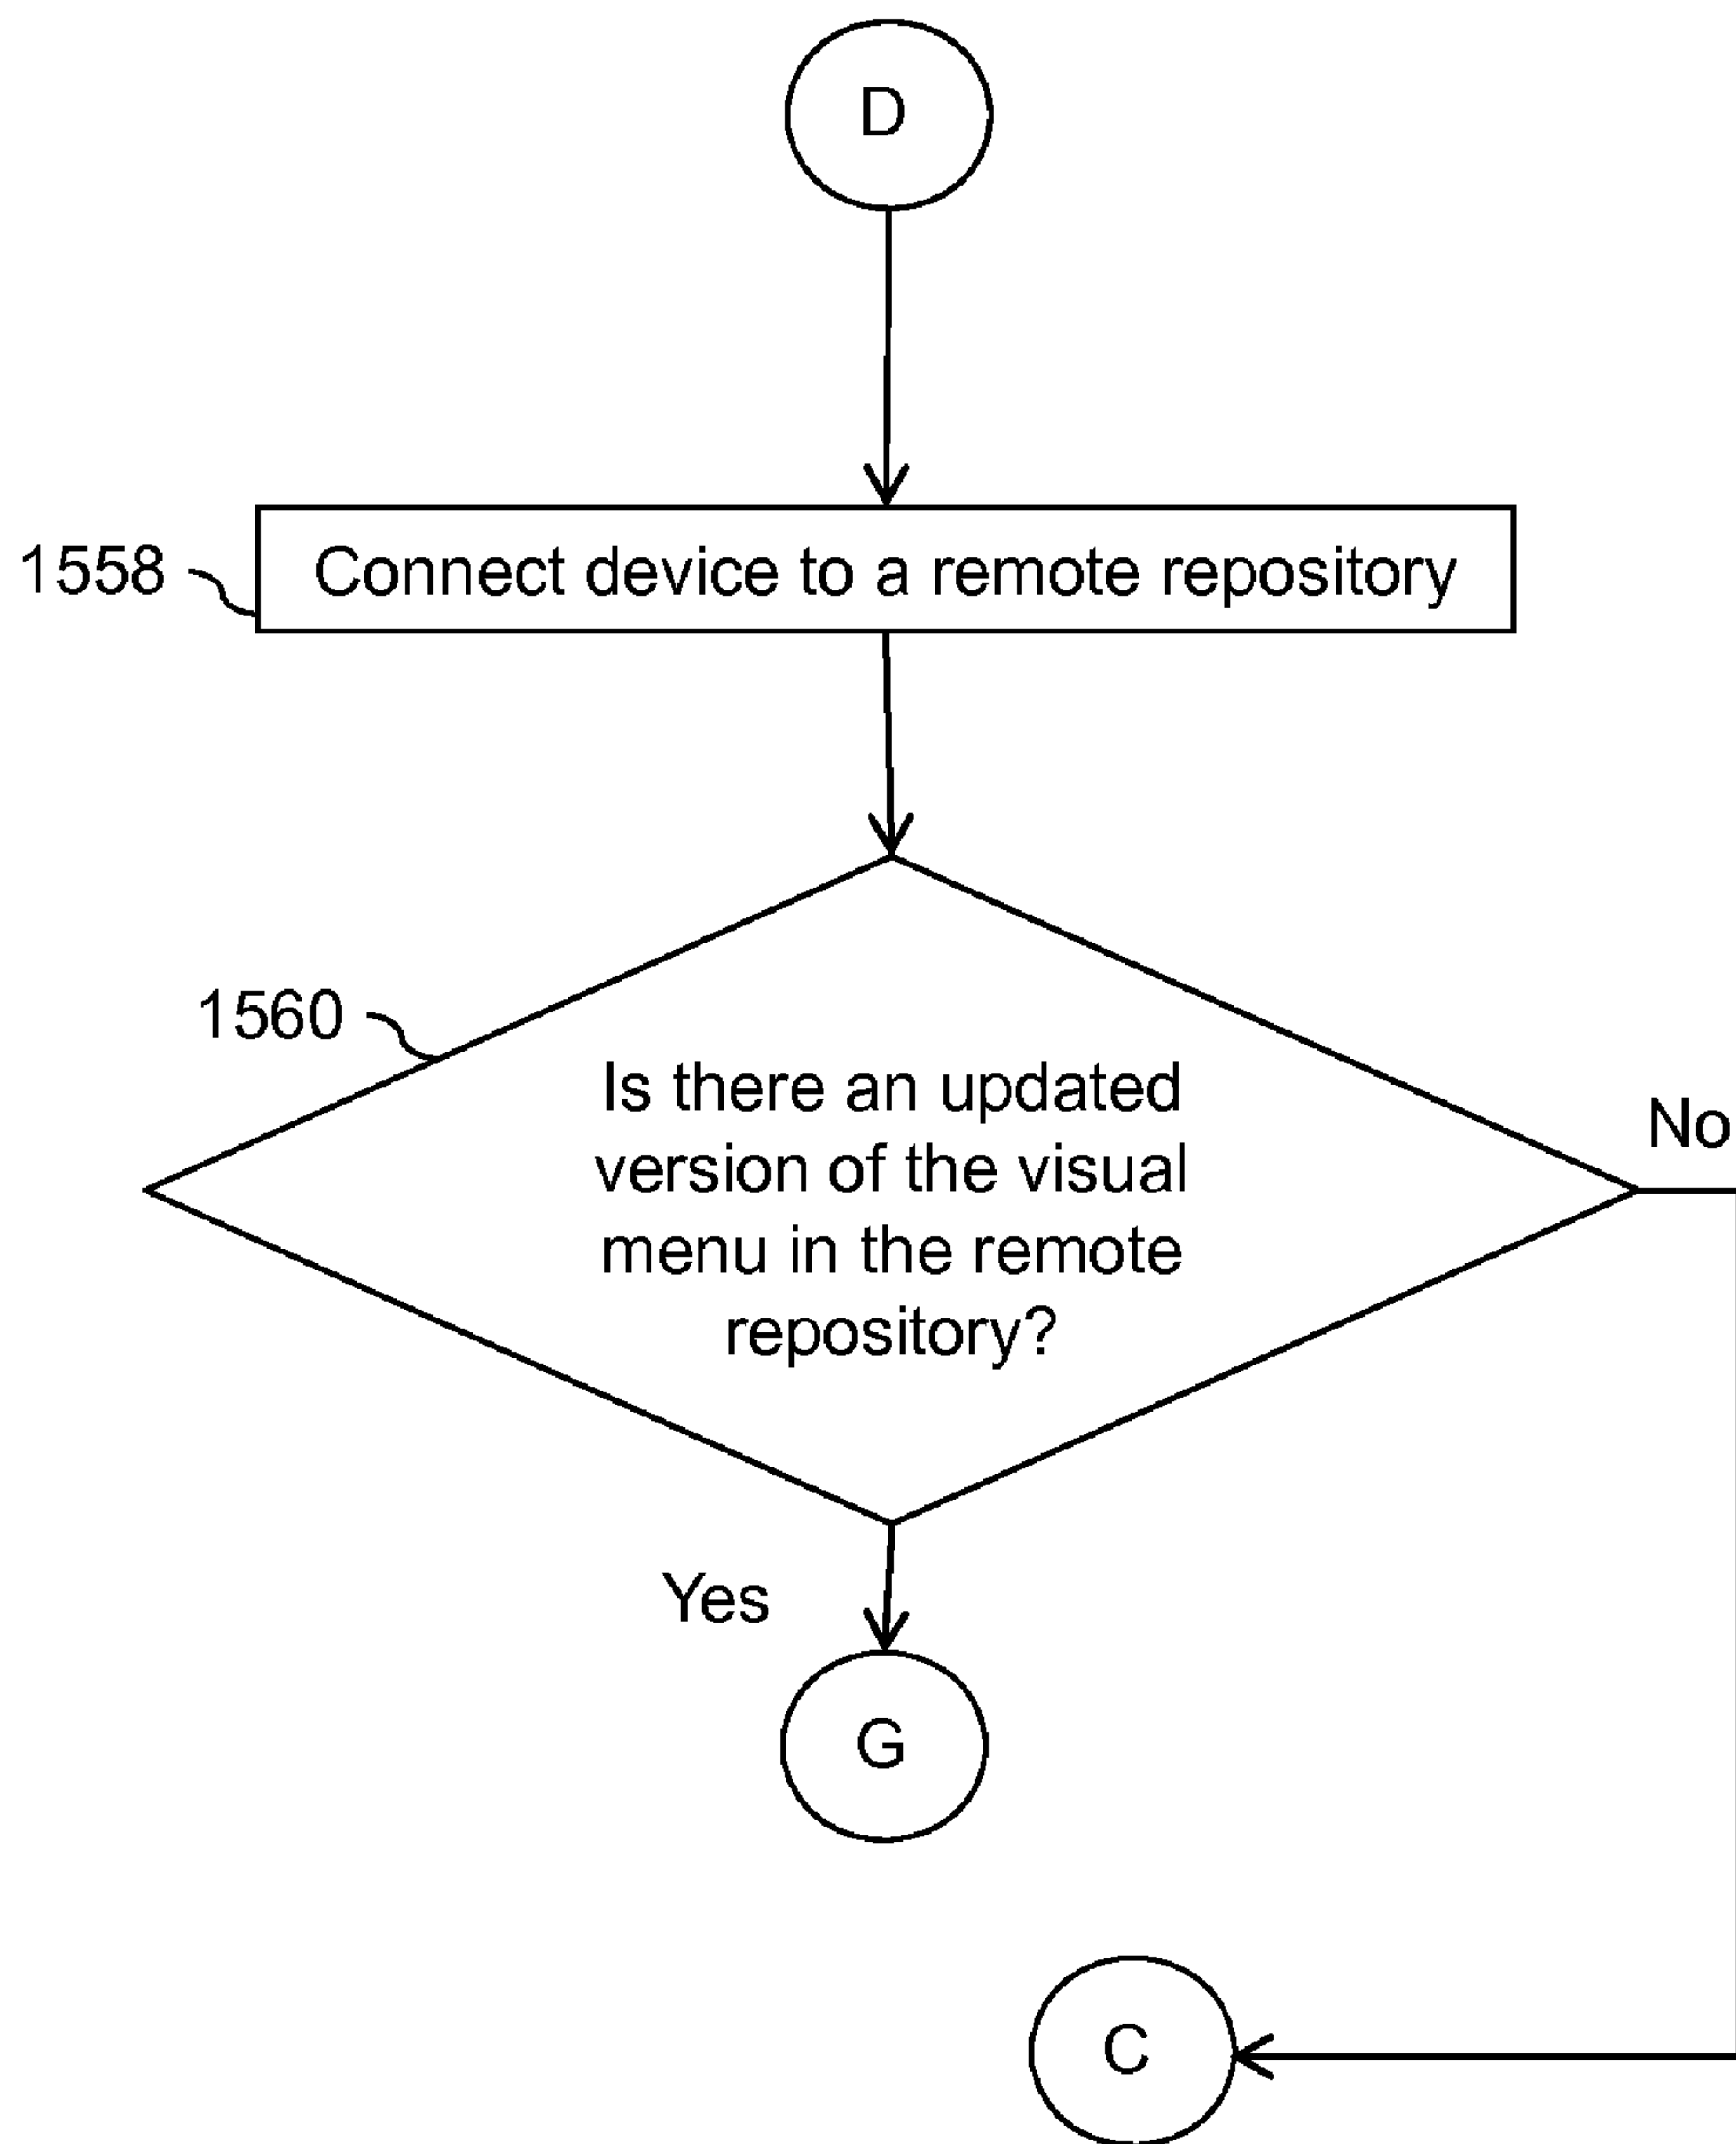 D
1558
Connect device to a remote repository
1560
Is there an updated
version of the visual
menu in the remote
repository?
No
Yes
G
C